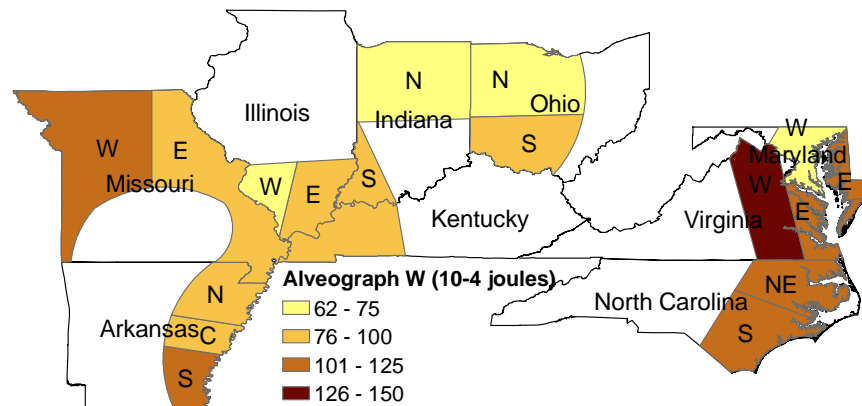 N
N
Illinois
Indiana
Ohio
W
E
Missouri
S
W
E
S
W
Maryland
W
E
E
Kentucky
Virginia
N
Arkansas
C
S
NE
North Carolina
S
Alveograph W (10-4 joules)
62 - 75
76 - 100
101 - 125
126 - 150